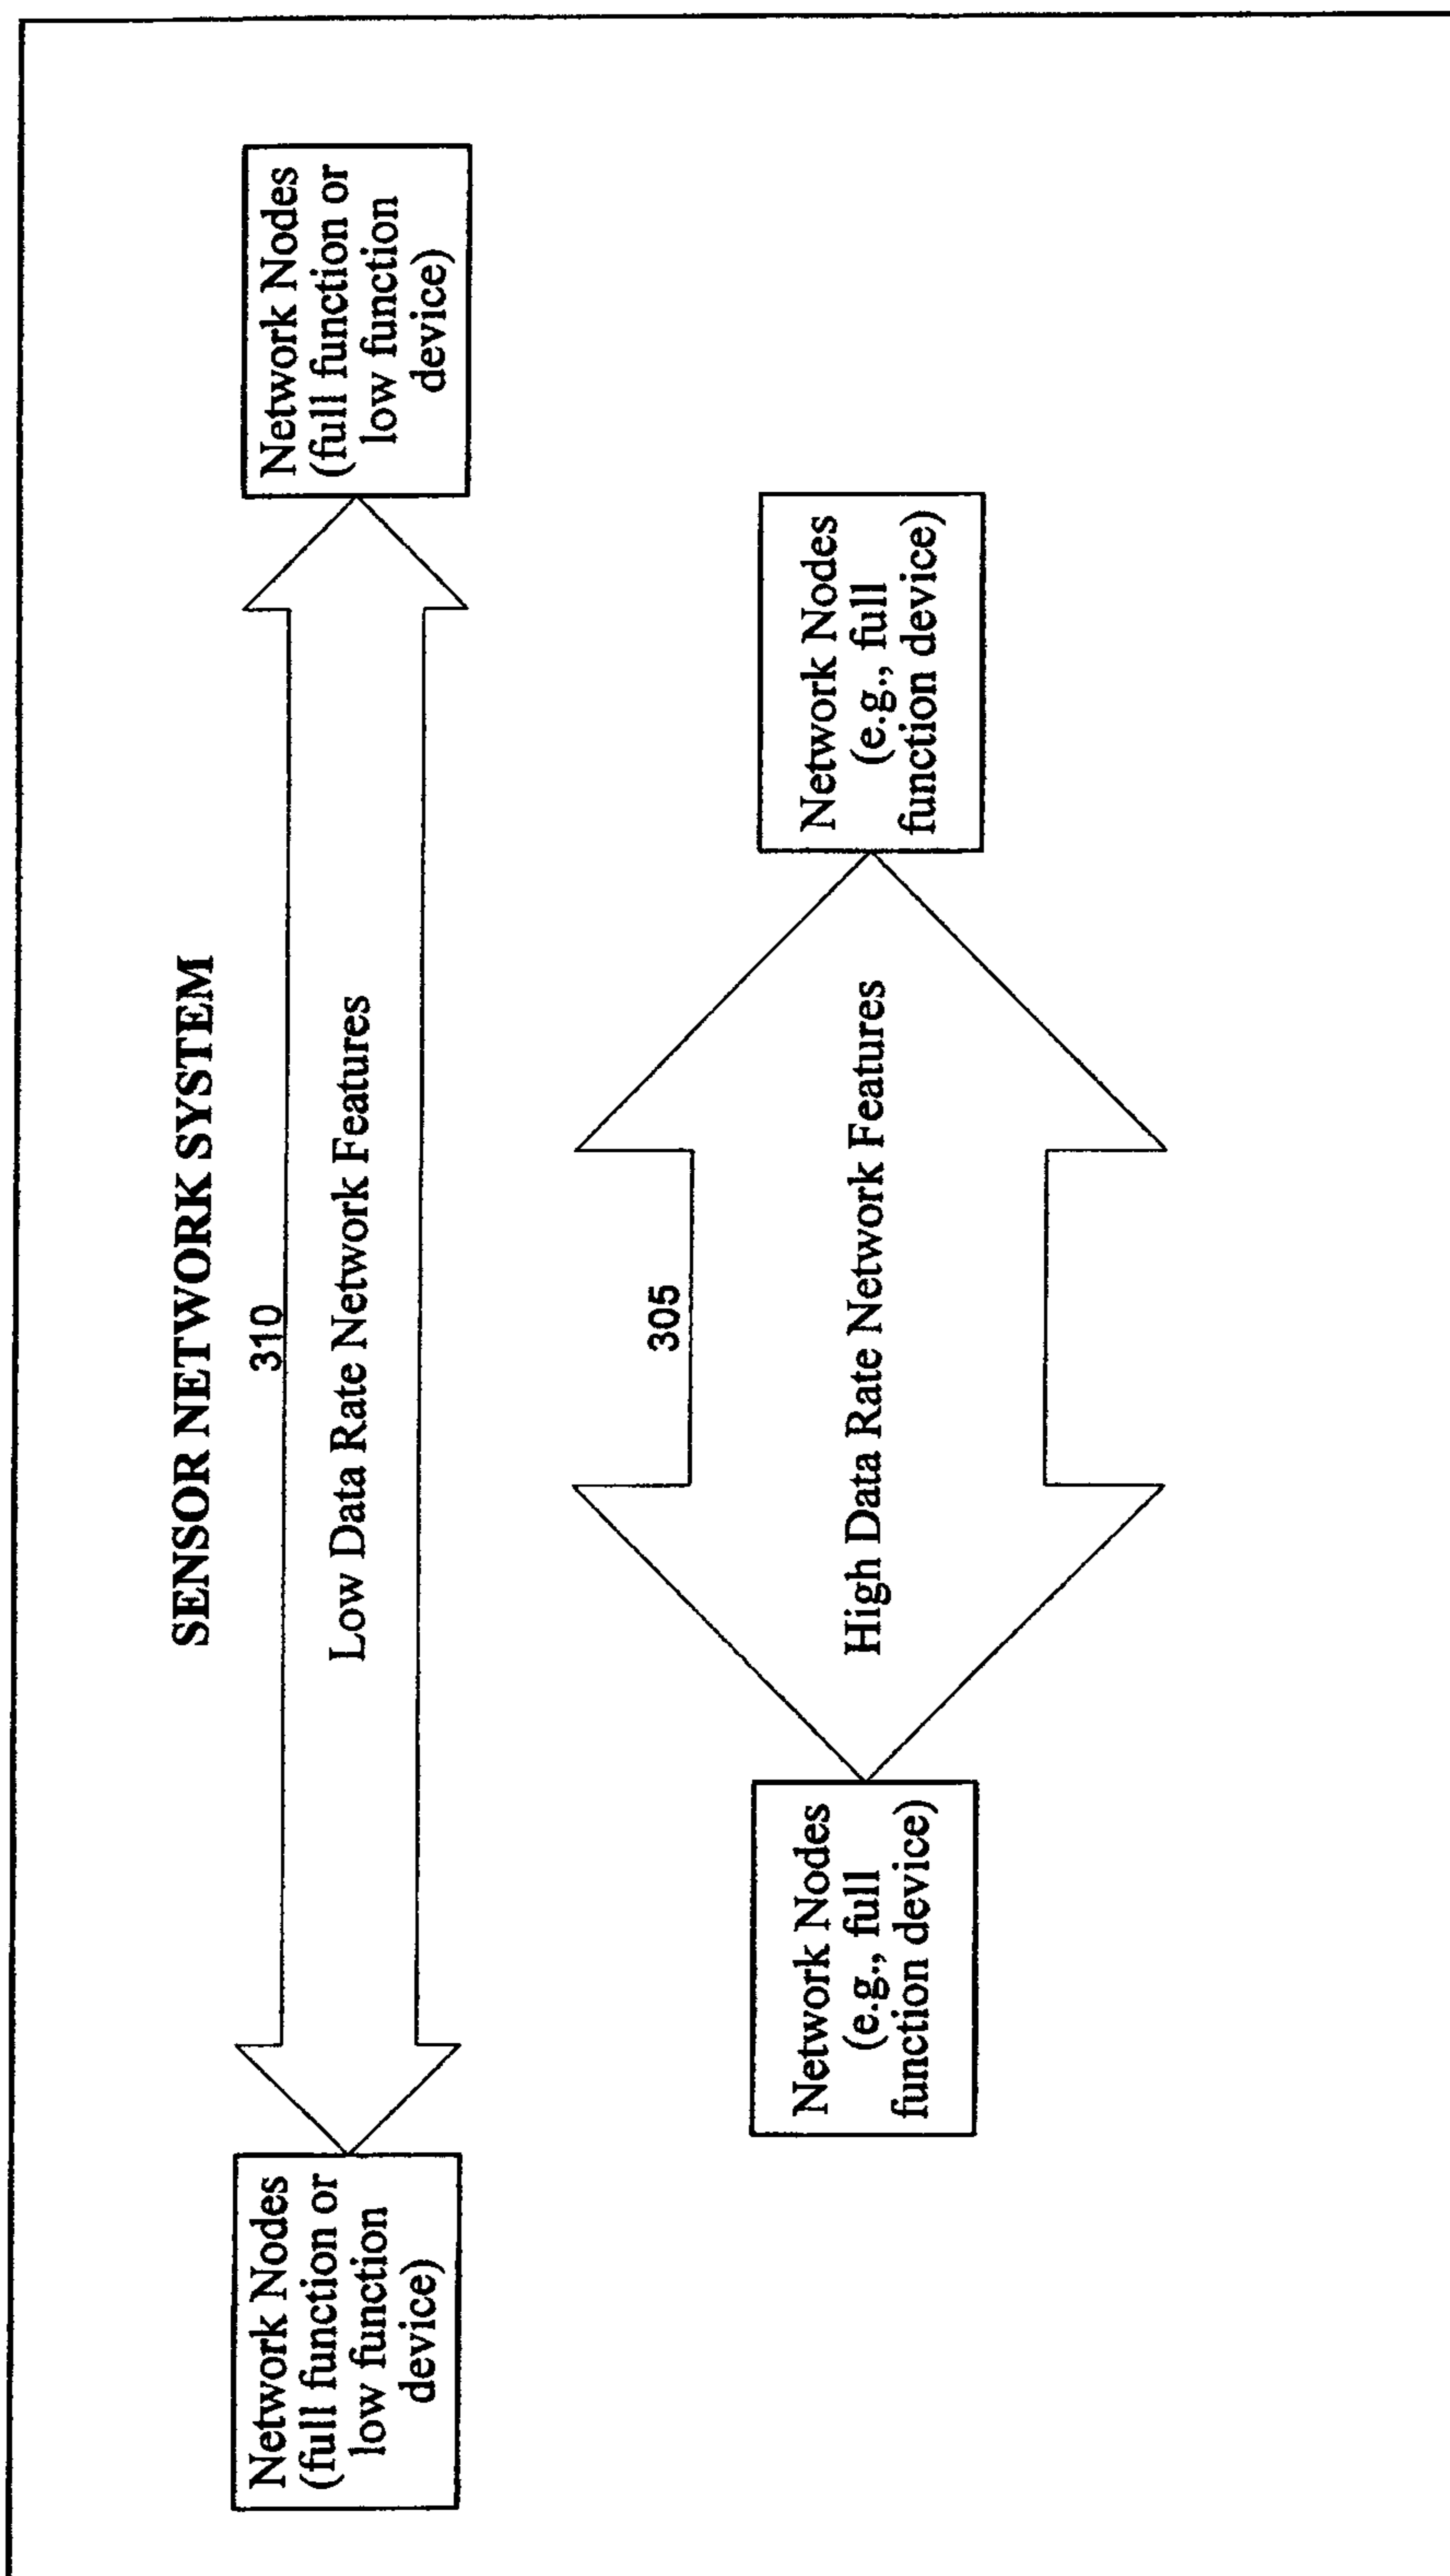 SENSOR NETWORK SYSTEM
310
Network Nodes
(full function or
low function
device)
Low Data Rate Network Features
Network Nodes
(full function or
low function
device)
305
Network Nodes
(e.g., full
function device)
High Data Rate Network Features
Network Nodes
(e.g., full
function device)